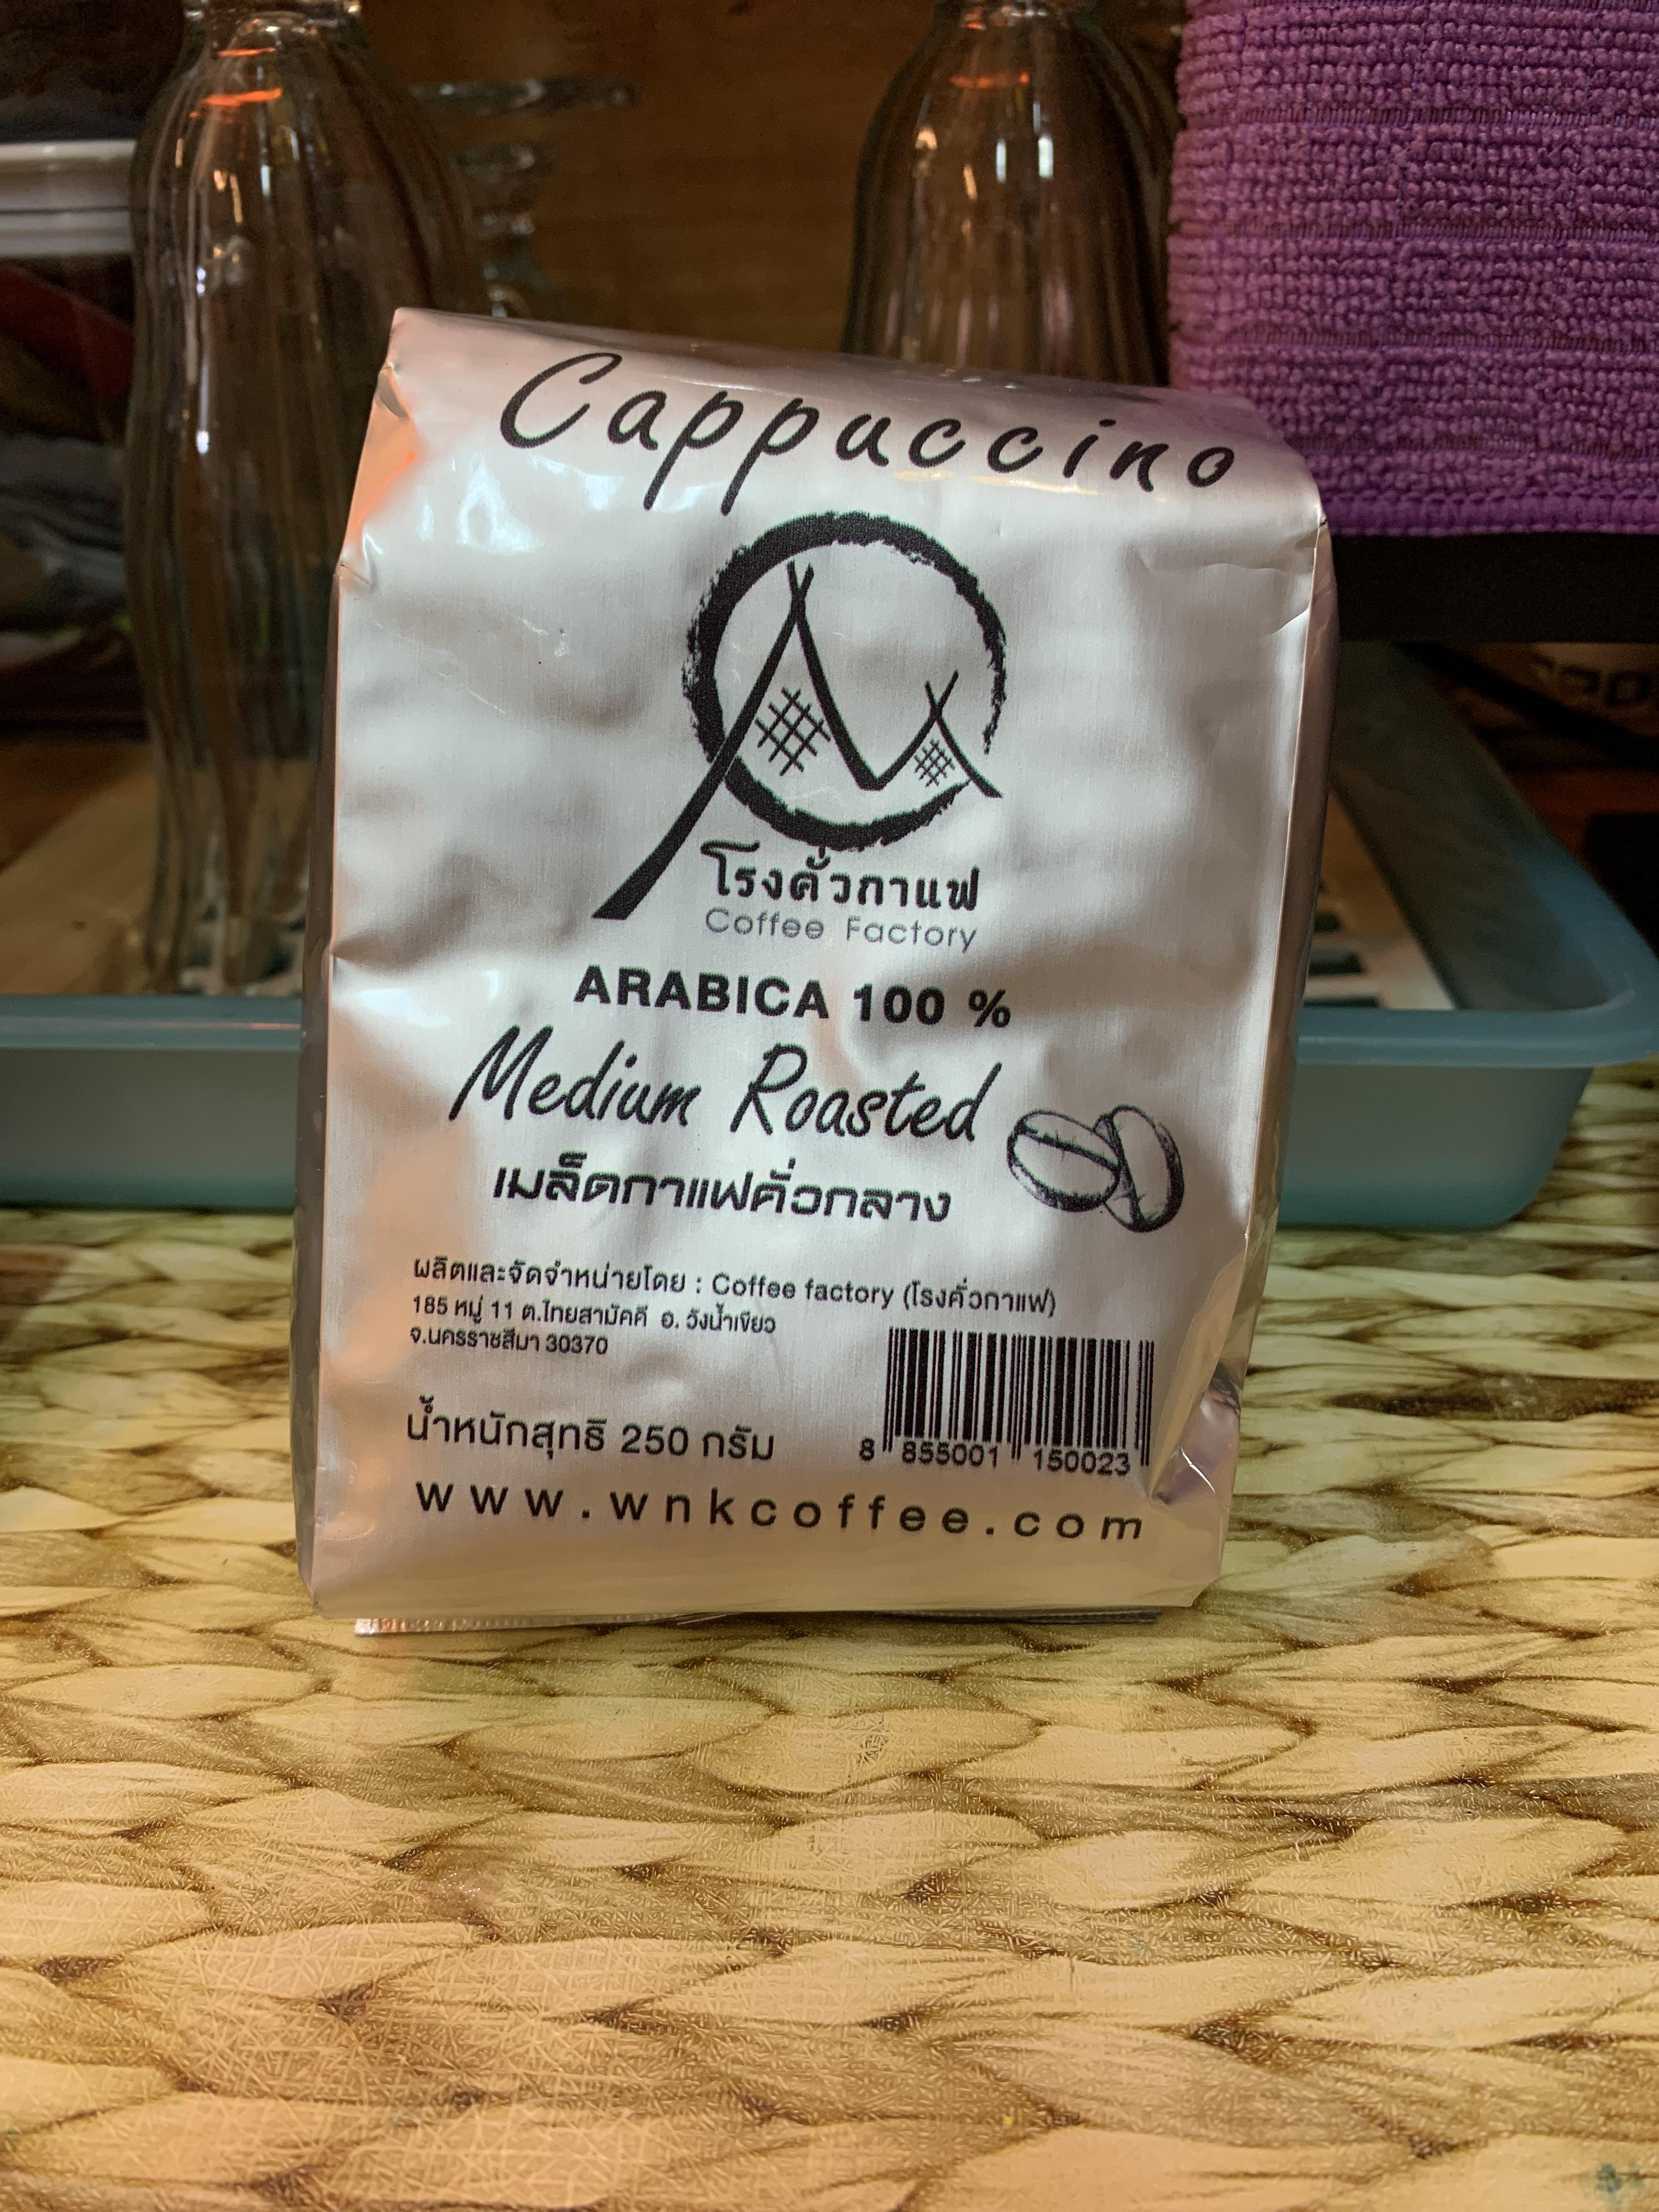 Cappuccino
โรงคั่วกาแฟ
Coffee Factory
ARABICA 100 %
Medium Roasted
เมล็ดกาแฟคั่วกลาง
ผลิตและจัดจำหน่ายโดย : Coffee factory (โรงคั่วกาแฟ)
185 หมู่ 11 ต.ไทยสามัคคี อ. วังน้ำเขียว
จ.นครราชสีมา 30370
น้ำหนักสุทธิ 250 กรัม
8 855001 150023
www.wnkcoffee.com